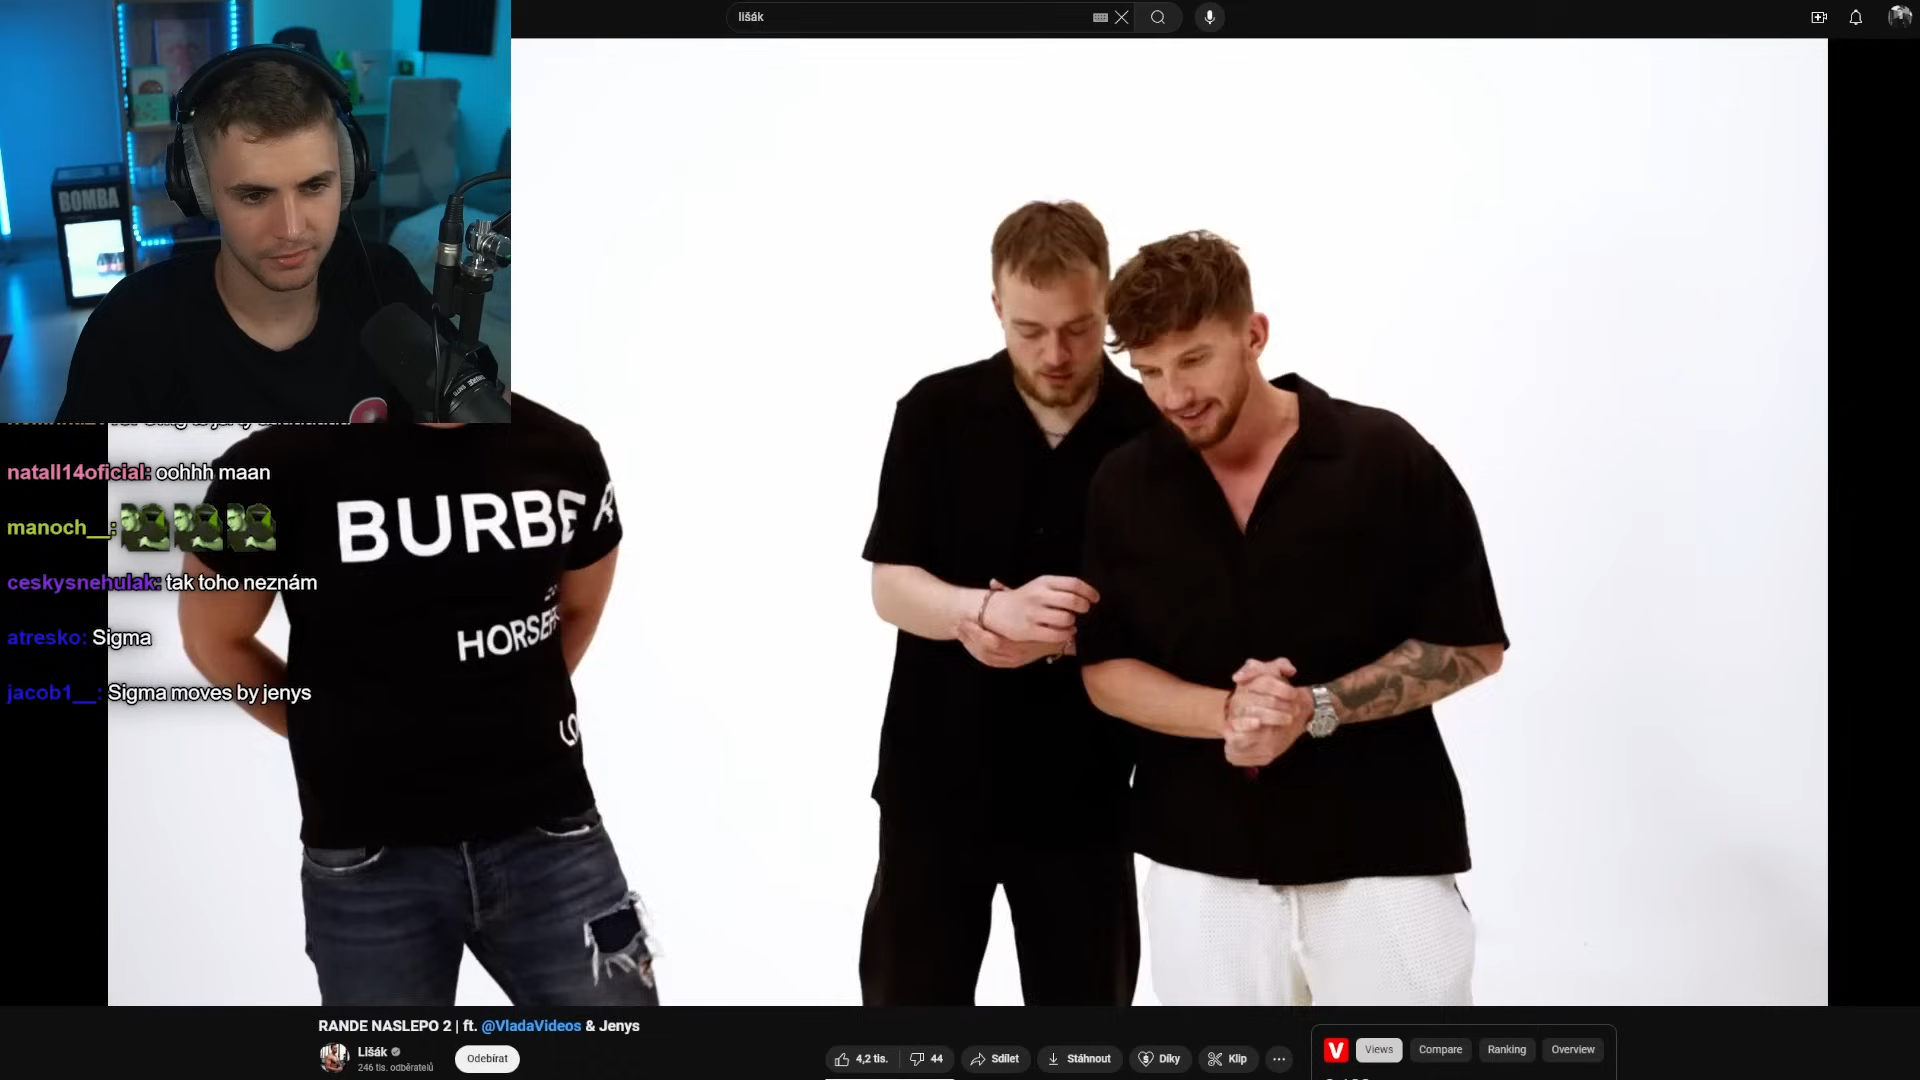 lišák
BOMBA
natall14oficial: oohhh maan
manoch__:
ceskysnehulak: tak toho neznám
atresko: Sigma
jacob1__: Sigma moves by jenys
BURBER
HORSEF
RANDE NASLEPO 2 | ft. @VladaVideos & Jenys
Lišák
246 tis. odběratelů
Odebírat
4,2 tis.
44
Sdílet
Stáhnout
Díky
Klip
Views
Compare
Ranking
Overview